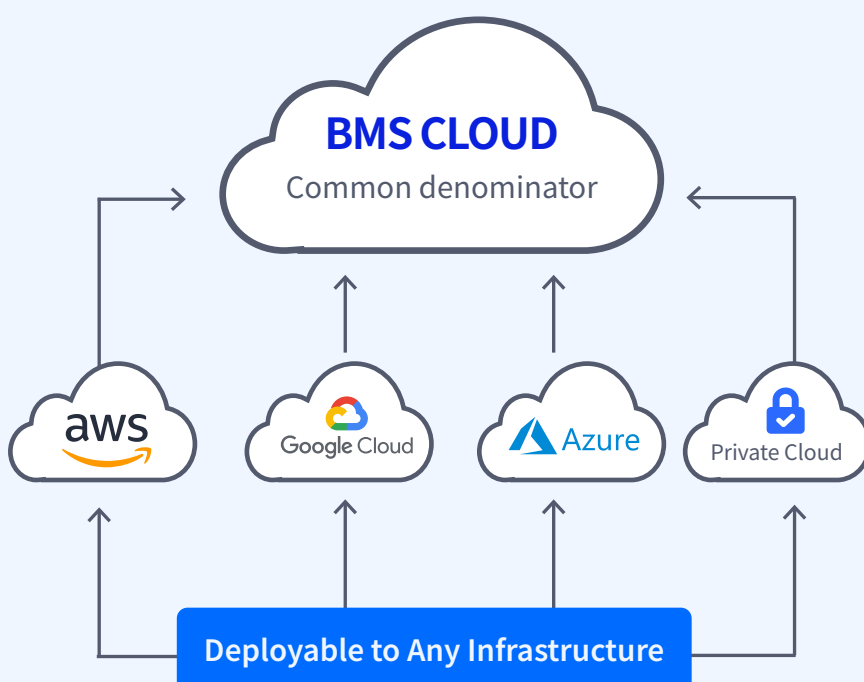 BMS CLOUD
Common denominator
aws
Google Cloud
Azure
Private Cloud
Deployable to Any Infrastructure